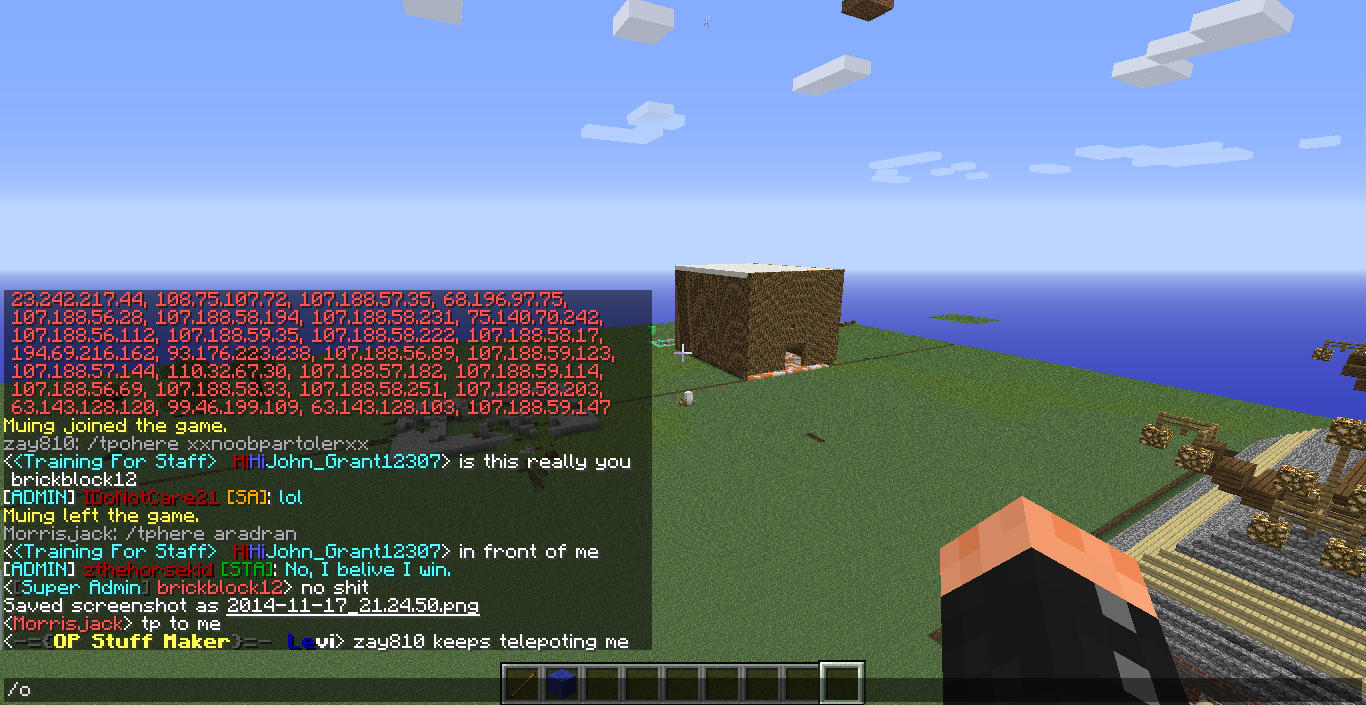 23.242.217.44, 108.75.107.72, 107.188.57.35, 68.196.97.75,
107.188.56.28, 107.188.58.194, 107.188.58.231, 75.140.70.242,
107.188.56.112, 107.188.59.35, 107.188.58.222, 107.188.58.17,
194.69.216.162, 93.176.233.238, 107.188.56.89, 107.188.59.123,
107.188.57.144, 110.32.67.30, 107.188.57.182, 107.188.59.114,
107.188.56.69, 107.188.58.33, 107.188.58.251, 107.188.58.203,
63.143.128.120, 99.46.199.109, 63.143.128.103, 107.188.59.147
Muing joined the game.
zay810: /tpohere xxnoobpartolerxx
<<Training For Staff> HiHiJohn_Grant12307> is this really you
brickblock12
[ADMIN] IDoNotCare21 [SA]: lol
Muing left the game.
Morrisjack: /tphere aradran
<<Training For Staff> HiHiJohn_Grant12307> in front of me
[ADMIN] zthehorsekid [STA]: No, I belive I win.
<[Super Admin] brickblock12> no shit
Saved screenshot as 2014-11-17_21.24.50.png
<Morrisjack> tp to me
<-={OP Stuff Maker}=- Levi> zay810 keeps telepoting me
/o